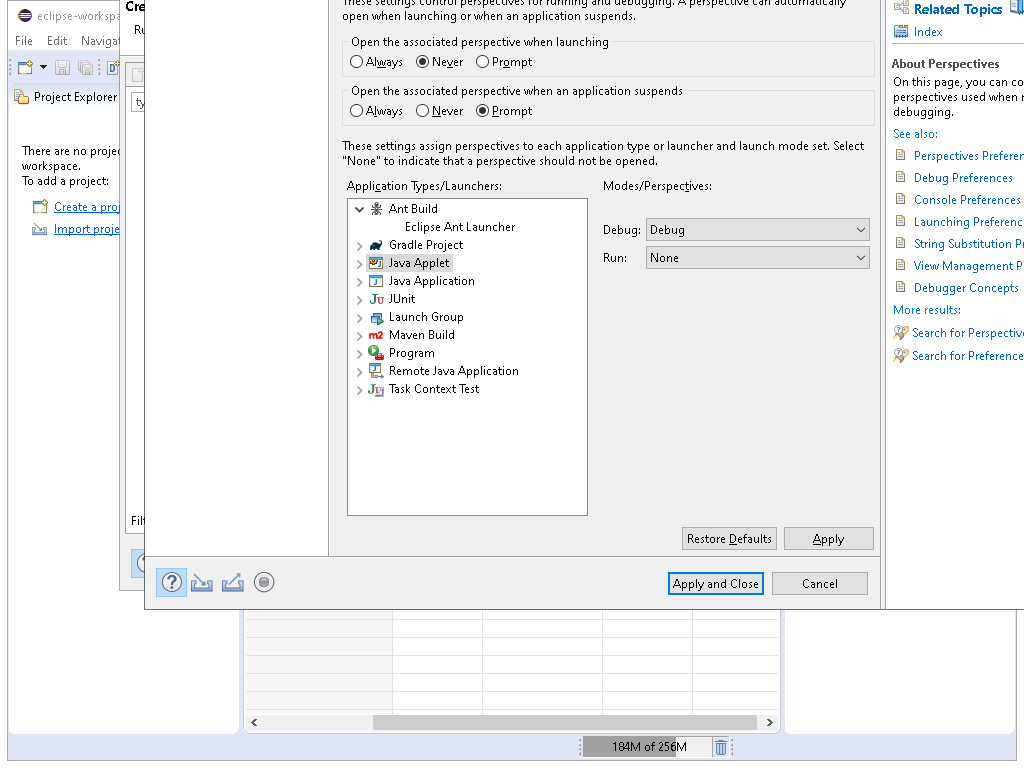 These settings control perspectives for running and debugging. A perspective can automatically
open when launching or when an application suspends.
eclipse-workspa
Cre
File Edit Navigat
Ru
Project Explorer
ty
There are no projec
workspace.
To add a project:
Create a proj
Import proje
Filt
Open the associated perspective when launching
Always Never Prompt
Open the associated perspective when an application suspends
Always Never Prompt
These settings assign perspectives to each application type or launcher and launch mode set. Select
"None" to indicate that a perspective should not be opened.
Application Types/Launchers:
Modes/Perspectives:
Ant Build
Eclipse Ant Launcher
Gradle Project
Java Applet
Java Application
JUnit
Launch Group
Maven Build
Program
Remote Java Application
Task Context Test
Debug: Debug
Run: None
Restore Defaults Apply
Apply and Close Cancel
Related Topics
Index
About Perspectives
On this page, you can co
perspectives used when r
debugging.
See also:
Perspectives Preferen
Debug Preferences
Console Preferences
Launching Preferenc
String Substitution Pr
View Management P
Debugger Concepts
More results:
Search for Perspective
Search for Preference
184M of 256M